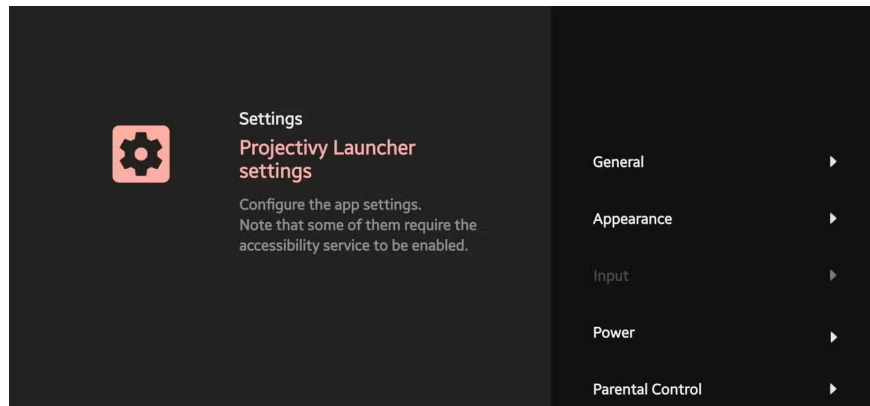 Settings
Projectivy Launcher
settings
Configure the app settings.
Note that some of them require the
accessibility service to be enabled.
General
Appearance
Input
Power
Parental Control